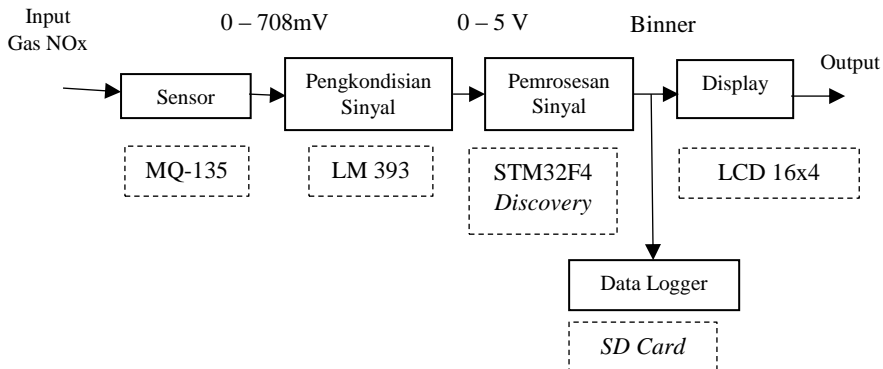 Input
Gas NOx
0 – 708mV
0 – 5 V
Binner
Sensor
Pengkondisian
Sinyal
Pemrosesan
Sinyal
Display
Output
MQ-135
LM 393
STM32F4
Discovery
LCD 16x4
Data Logger
SD Card